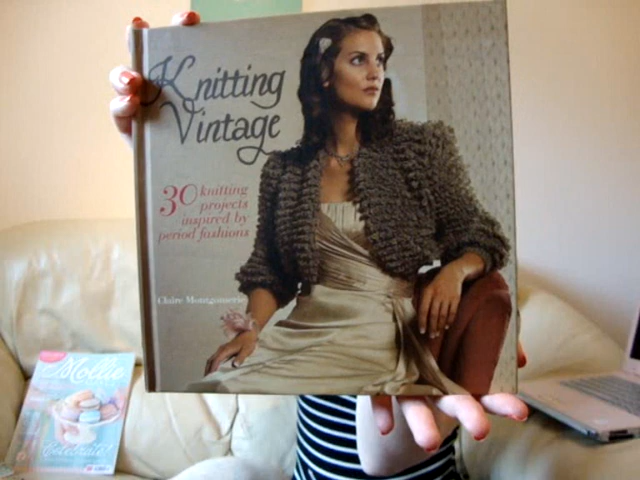 Knitting
Vintage
30 knitting
projects
inspired by
period fashions
Claire Montgomerie
Mollie
Celebrate!